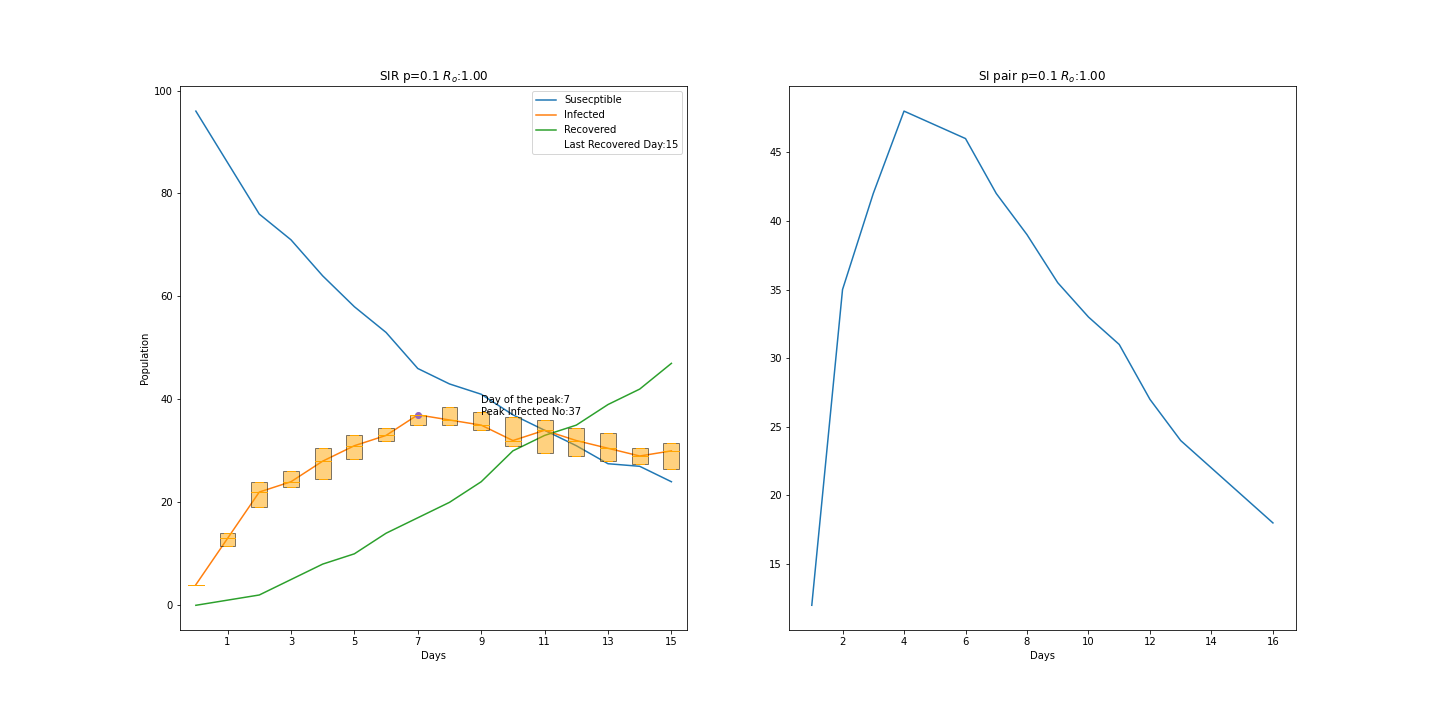 SIR p=0.1 Rₒ:1.00
100
80
60
40
20
0
Population
Susecptible
Infected
Recovered
Last Recovered Day:15
Day of the peak:7
Peak Infected No:37
1 3 5 7 9 11 13 15
Days
SI pair p=0.1 Rₒ:1.00
45
40
35
30
25
20
15
2 4 6 8 10 12 14 16
Days